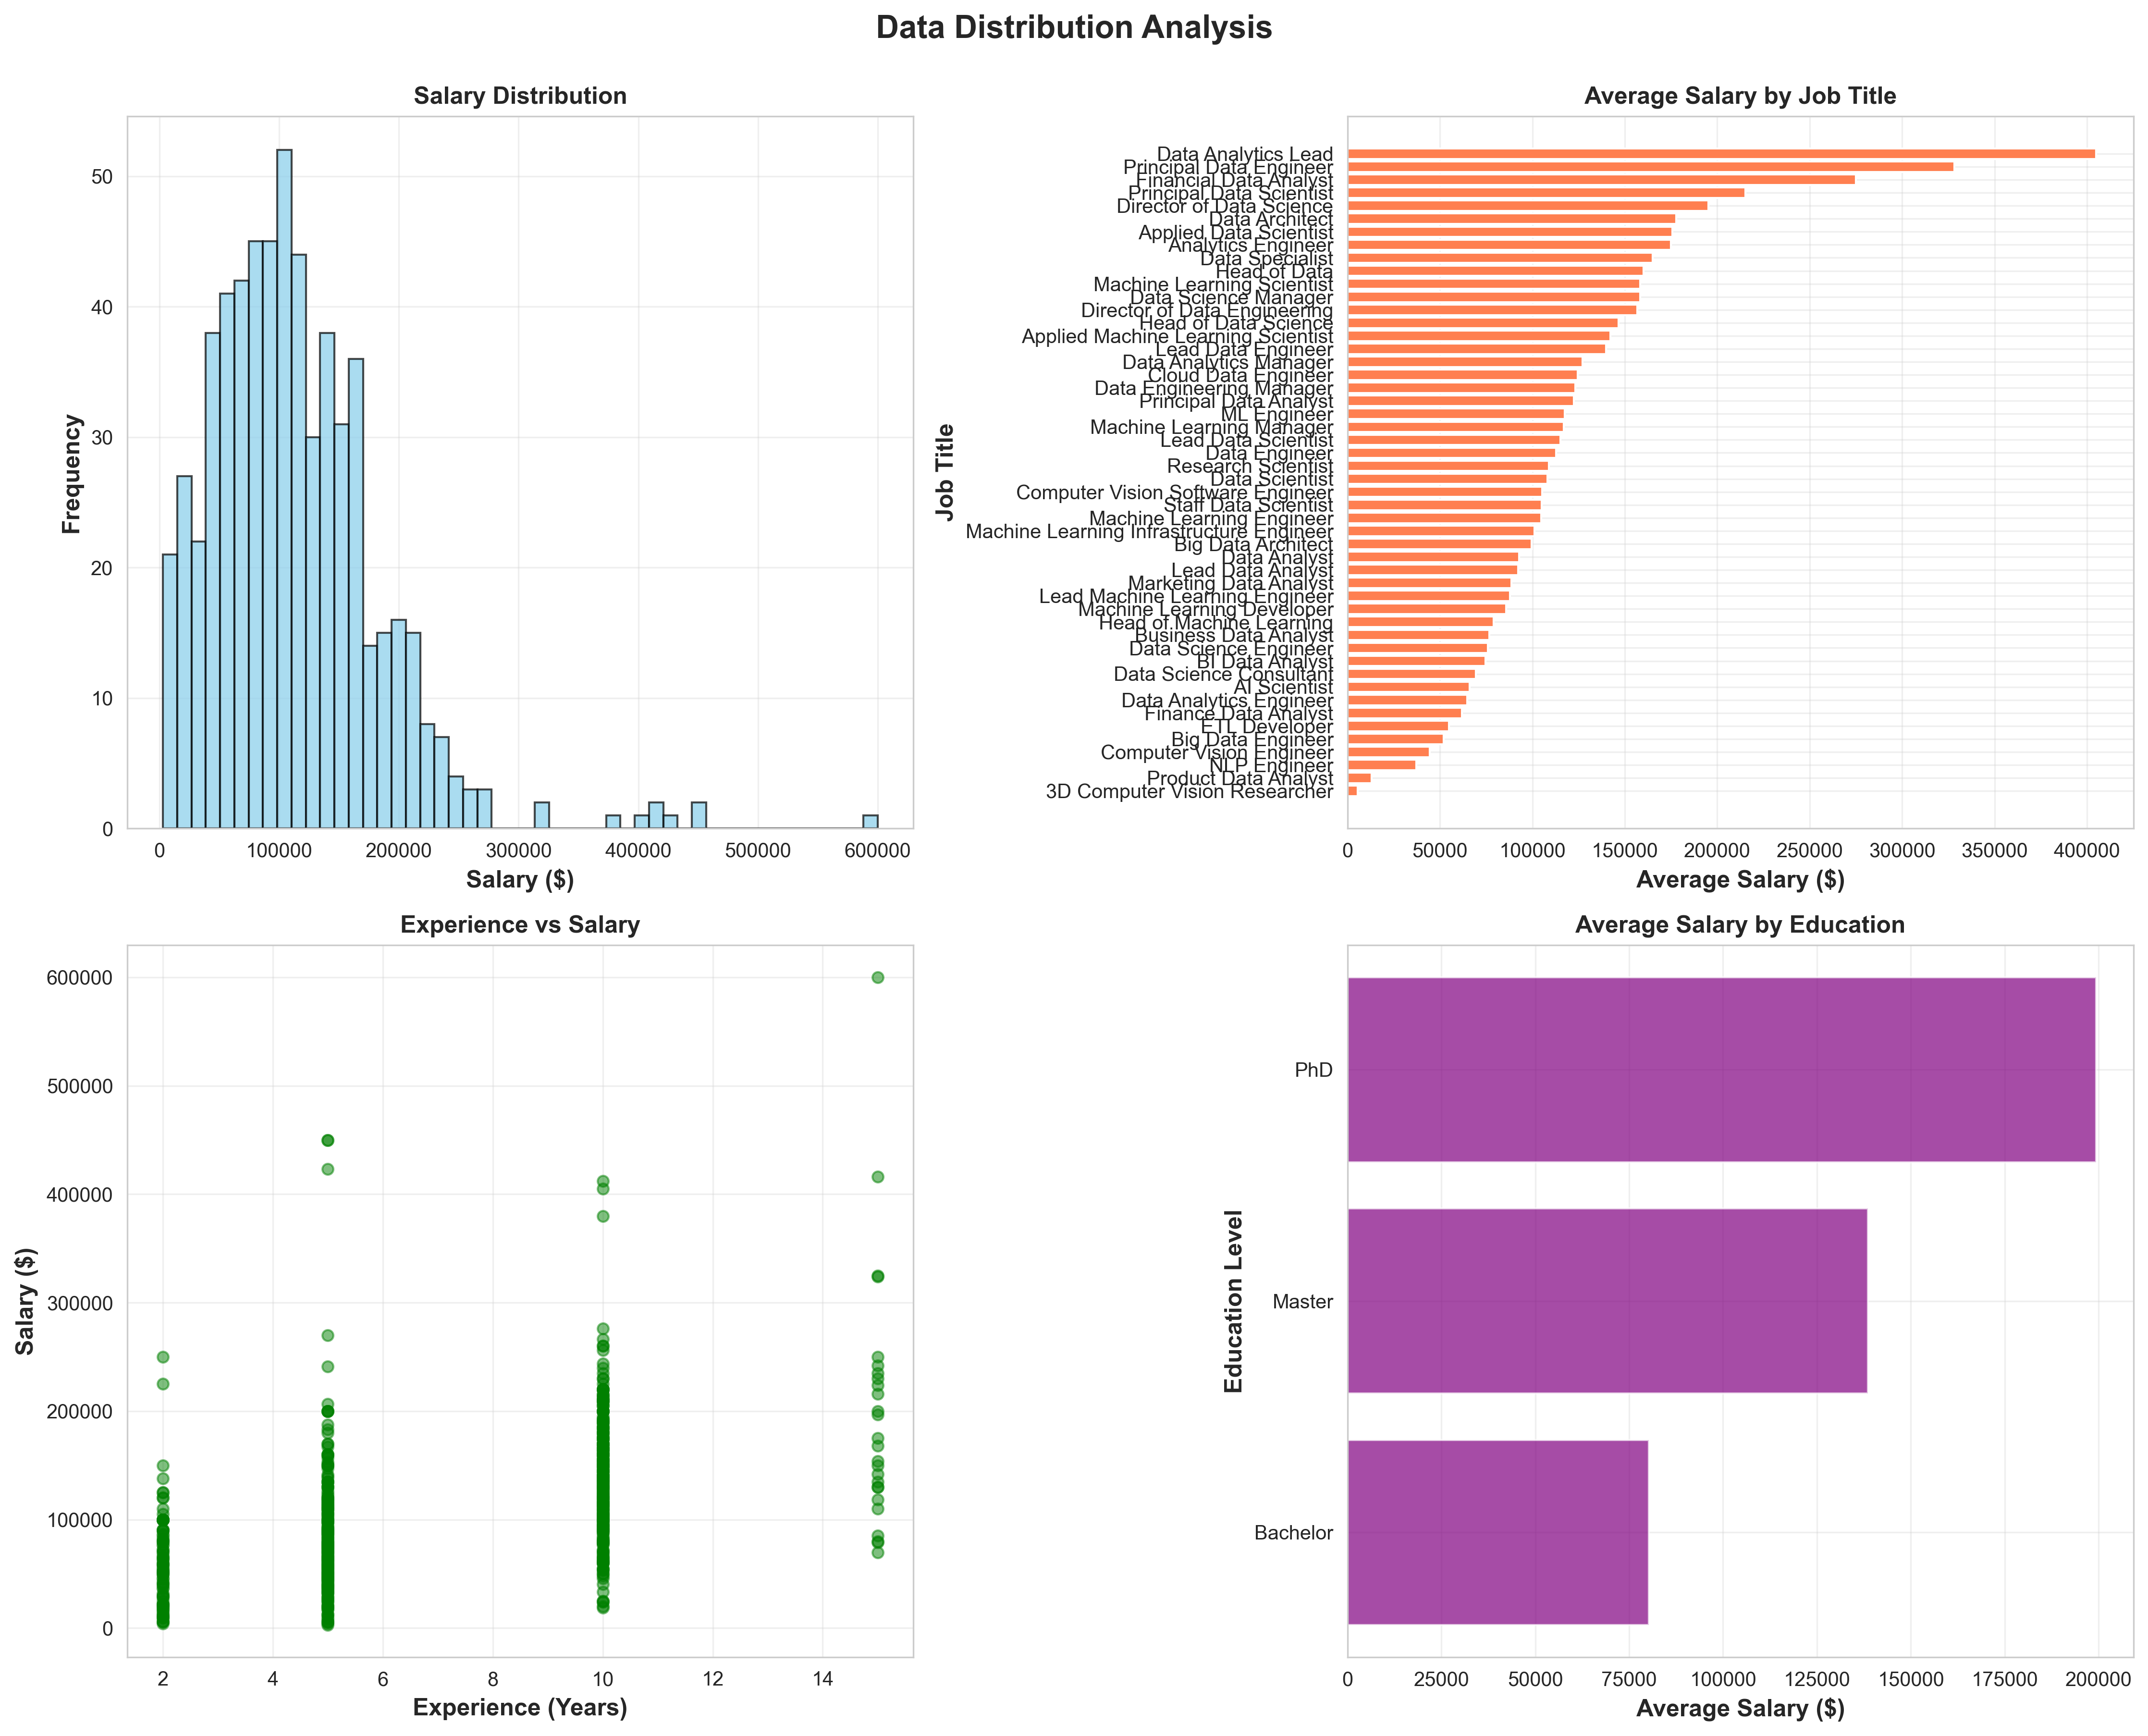 Data Distribution Analysis
Salary Distribution
Frequency
50
40
30
20
10
0
0 100000 200000 300000 400000 500000 600000
Salary ($)
Average Salary by Job Title
Job Title
Data Analytics Lead
Principal Data Engineer
Financial Data Analyst
Principal Data Scientist
Director of Data Science
Data Architect
Applied Data Scientist
Analytics Engineer
Data Specialist
Head of Data
Machine Learning Scientist
Data Science Manager
Director of Data Engineering
Head of Data Science
Applied Machine Learning Scientist
Lead Data Engineer
Data Analytics Manager
Cloud Data Engineer
Data Engineering Manager
Principal Data Analyst
ML Engineer
Machine Learning Manager
Lead Data Scientist
Data Engineer
Research Scientist
Data Scientist
Computer Vision Software Engineer
Staff Data Scientist
Machine Learning Engineer
Machine Learning Infrastructure Engineer
Big Data Architect
Data Analyst
Lead Data Analyst
Marketing Data Analyst
Lead Machine Learning Engineer
Machine Learning Developer
Head of Machine Learning
Business Data Analyst
Data Science Engineer
BI Data Analyst
Data Science Consultant
AI Scientist
Data Analytics Engineer
Finance Data Analyst
ETL Developer
Big Data Engineer
Computer Vision Engineer
NLP Engineer
Product Data Analyst
3D Computer Vision Researcher
0 50000 100000 150000 200000 250000 300000 350000 400000
Average Salary ($)
Experience vs Salary
Salary ($)
600000
500000
400000
300000
200000
100000
0
2 4 6 8 10 12 14
Experience (Years)
Average Salary by Education
Education Level
PhD
Master
Bachelor
0 25000 50000 75000 100000 125000 150000 175000 200000
Average Salary ($)